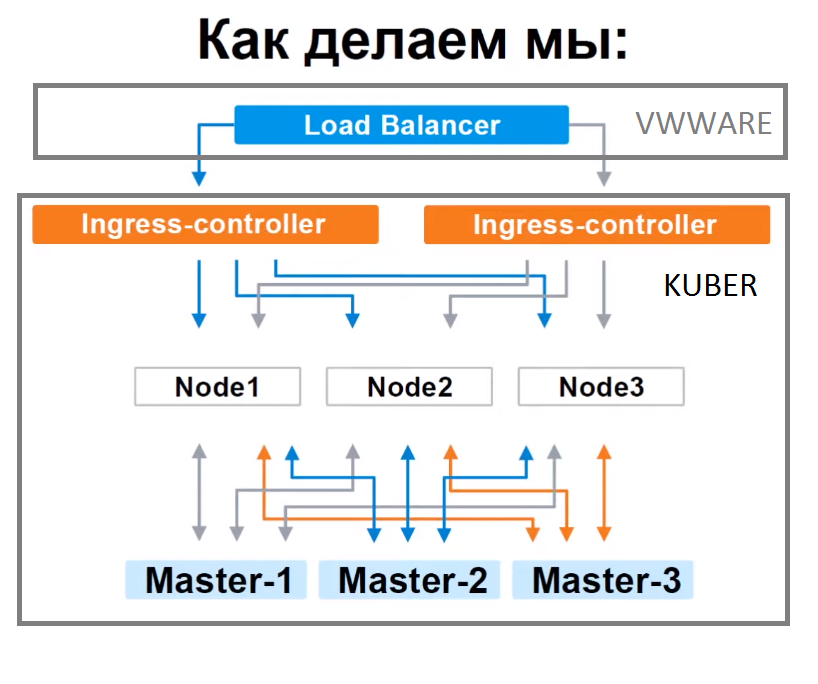 Как делаем мы:
Load Balancer
VWWARE
Ingress-controller
Ingress-controller
KUBER
Node1
Node2
Node3
Master-1
Master-2
Master-3